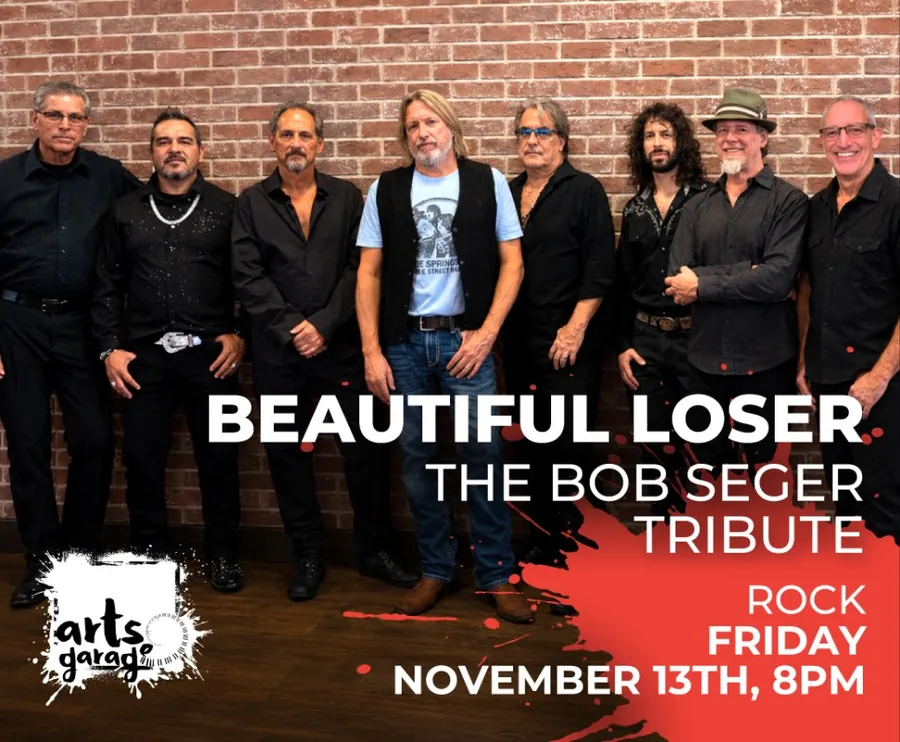 BEAUTIFUL LOSER
THE BOB SEGER
TRIBUTE
ROCK
FRIDAY
NOVEMBER 13TH, 8PM
arts
garage